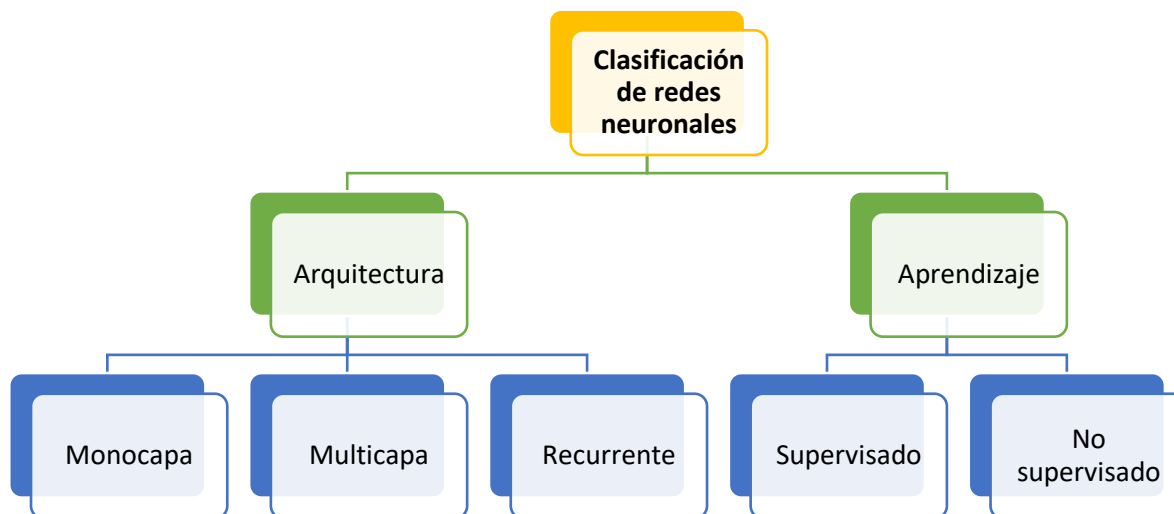 Clasificación
de redes
neuronales
Arquitectura
Aprendizaje
Monocapa
Multicapa
Recurrente
Supervisado
No
supervisado